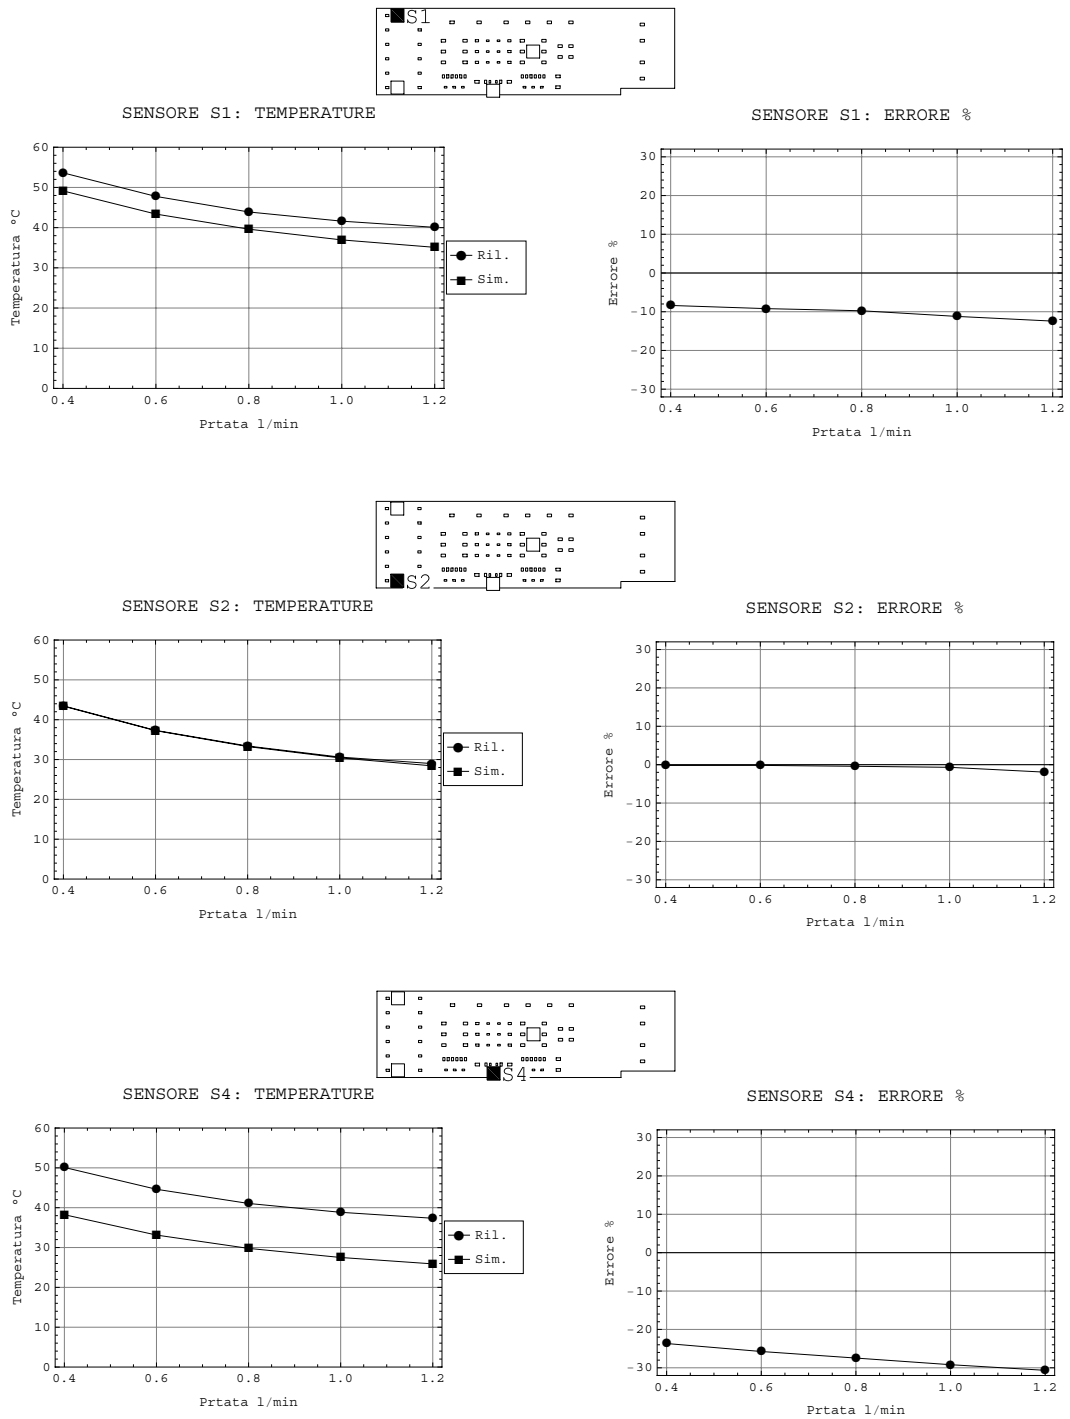 S1
SENSORE S1: TEMPERATURE
60
50
40
30
20
10
0
0.4 0.6 0.8 1.0 1.2
Temperatura °C
Prtata l/min
Ril.
Sim.
SENSORE S1: ERRORE %
30
20
10
0
-10
-20
-30
0.4 0.6 0.8 1.0 1.2
Errore %
Prtata l/min
S2
SENSORE S2: TEMPERATURE
60
50
40
30
20
10
0
0.4 0.6 0.8 1.0 1.2
Temperatura °C
Prtata l/min
Ril.
Sim.
SENSORE S2: ERRORE %
30
20
10
0
-10
-20
-30
0.4 0.6 0.8 1.0 1.2
Errore %
Prtata l/min
S4
SENSORE S4: TEMPERATURE
60
50
40
30
20
10
0
0.4 0.6 0.8 1.0 1.2
Temperatura °C
Prtata l/min
Ril.
Sim.
SENSORE S4: ERRORE %
30
20
10
0
-10
-20
-30
0.4 0.6 0.8 1.0 1.2
Errore %
Prtata l/min